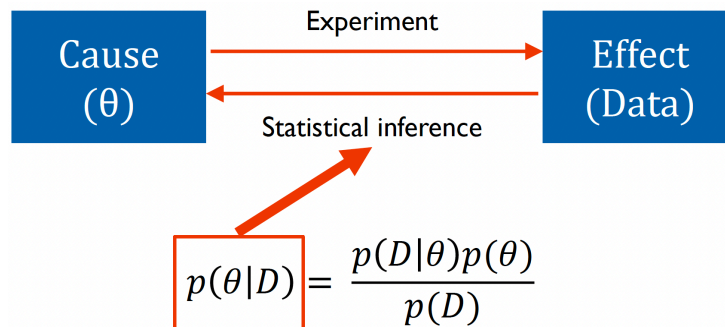 Experiment
Cause
(θ)
Effect
(Data)
Statistical inference
p(θ|D) = p(D|θ)p(θ)
p(D)